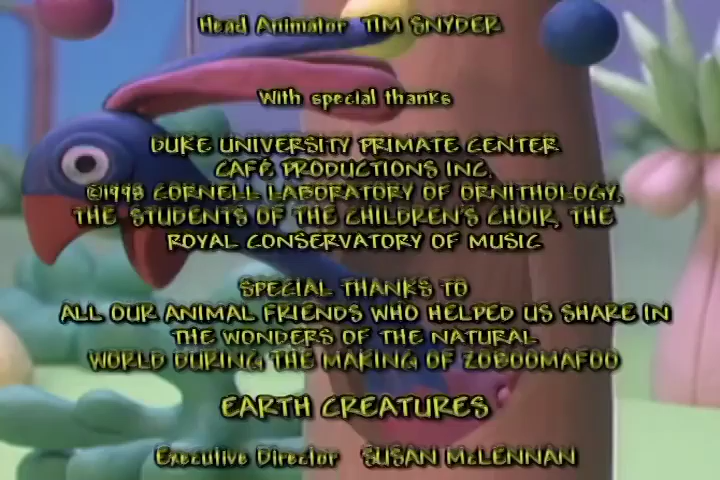 Head Animator TIM SNYDER
With special thanks
DUKE UNIVERSITY PRIMATE CENTER
CAFÉ PRODUCTIONS INC.
©1998 CORNELL LABORATORY OF ORNITHOLOGY,
THE STUDENTS OF THE CHILDREN'S CHOIR, THE
ROYAL CONSERVATORY OF MUSIC
SPECIAL THANKS TO
ALL OUR ANIMAL FRIENDS WHO HELPED US SHARE IN
THE WONDERS OF THE NATURAL
WORLD DURING THE MAKING OF ZOBOOMAFOO
EARTH CREATURES
Executive Director SUSAN McLENNAN